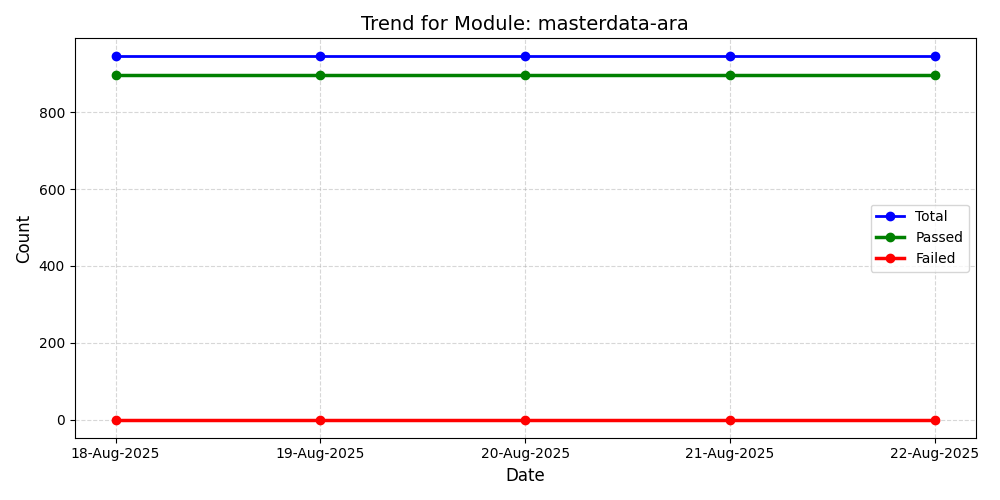 Trend for Module: masterdata-ara
Count
800
600
400
200
0
Total
Passed
Failed
18-Aug-2025
19-Aug-2025
20-Aug-2025
21-Aug-2025
22-Aug-2025
Date